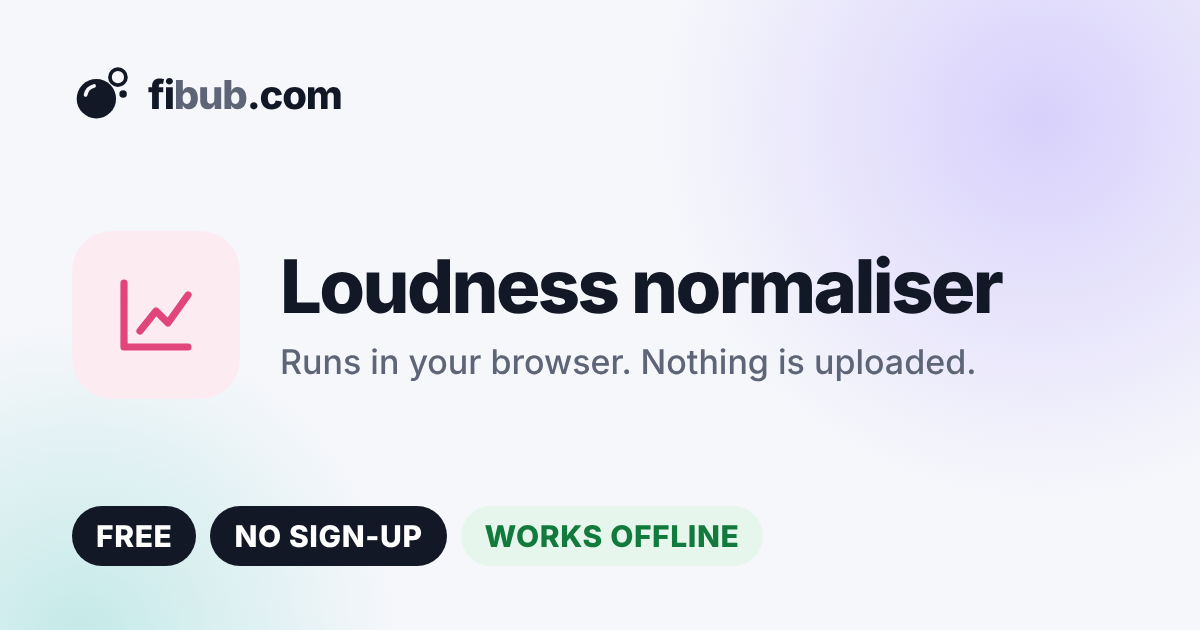 fibub.com
Loudness normaliser
Runs in your browser. Nothing is uploaded.
FREE NO SIGN-UP WORKS OFFLINE